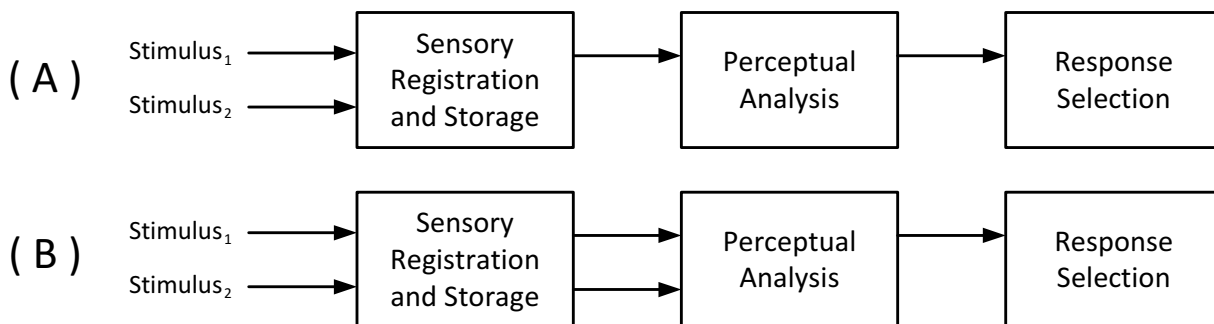 ( A )
Stimulus₁
Stimulus₂
Sensory
Registration
and Storage
Perceptual
Analysis
Response
Selection
( B )
Stimulus₁
Stimulus₂
Sensory
Registration
and Storage
Perceptual
Analysis
Response
Selection